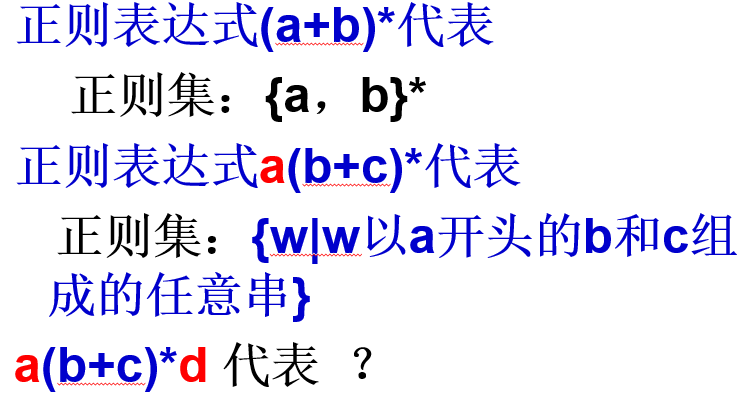 正则表达式(a+b)*代表
正则集：{a，b}*
正则表达式a(b+c)*代表
正则集：{w|w以a开头的b和c组
成的任意串}
a(b+c)*d 代表 ？